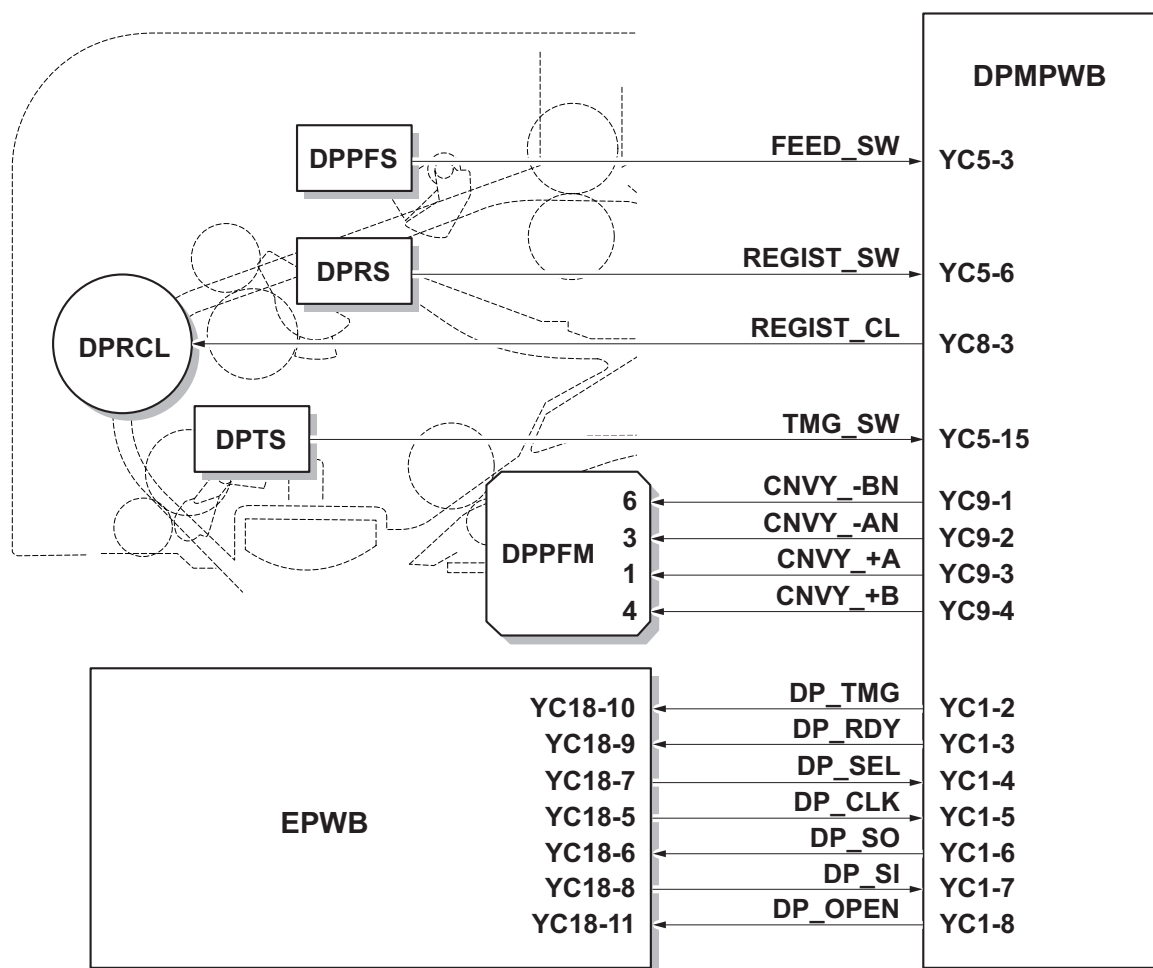 DPMPWB
DPPFS FEED_SW YC5-3
DPRS REGIST_SW YC5-6
DPRCL REGIST_CL YC8-3
DPTS TMG_SW YC5-15
DPPFM
6 CNVY_-BN YC9-1
3 CNVY_-AN YC9-2
1 CNVY_+A YC9-3
4 CNVY_+B YC9-4
EPWB
YC18-10 DP_TMG YC1-2
YC18-9 DP_RDY YC1-3
YC18-7 DP_SEL YC1-4
YC18-5 DP_CLK YC1-5
YC18-6 DP_SO YC1-6
YC18-8 DP_SI YC1-7
YC18-11 DP_OPEN YC1-8